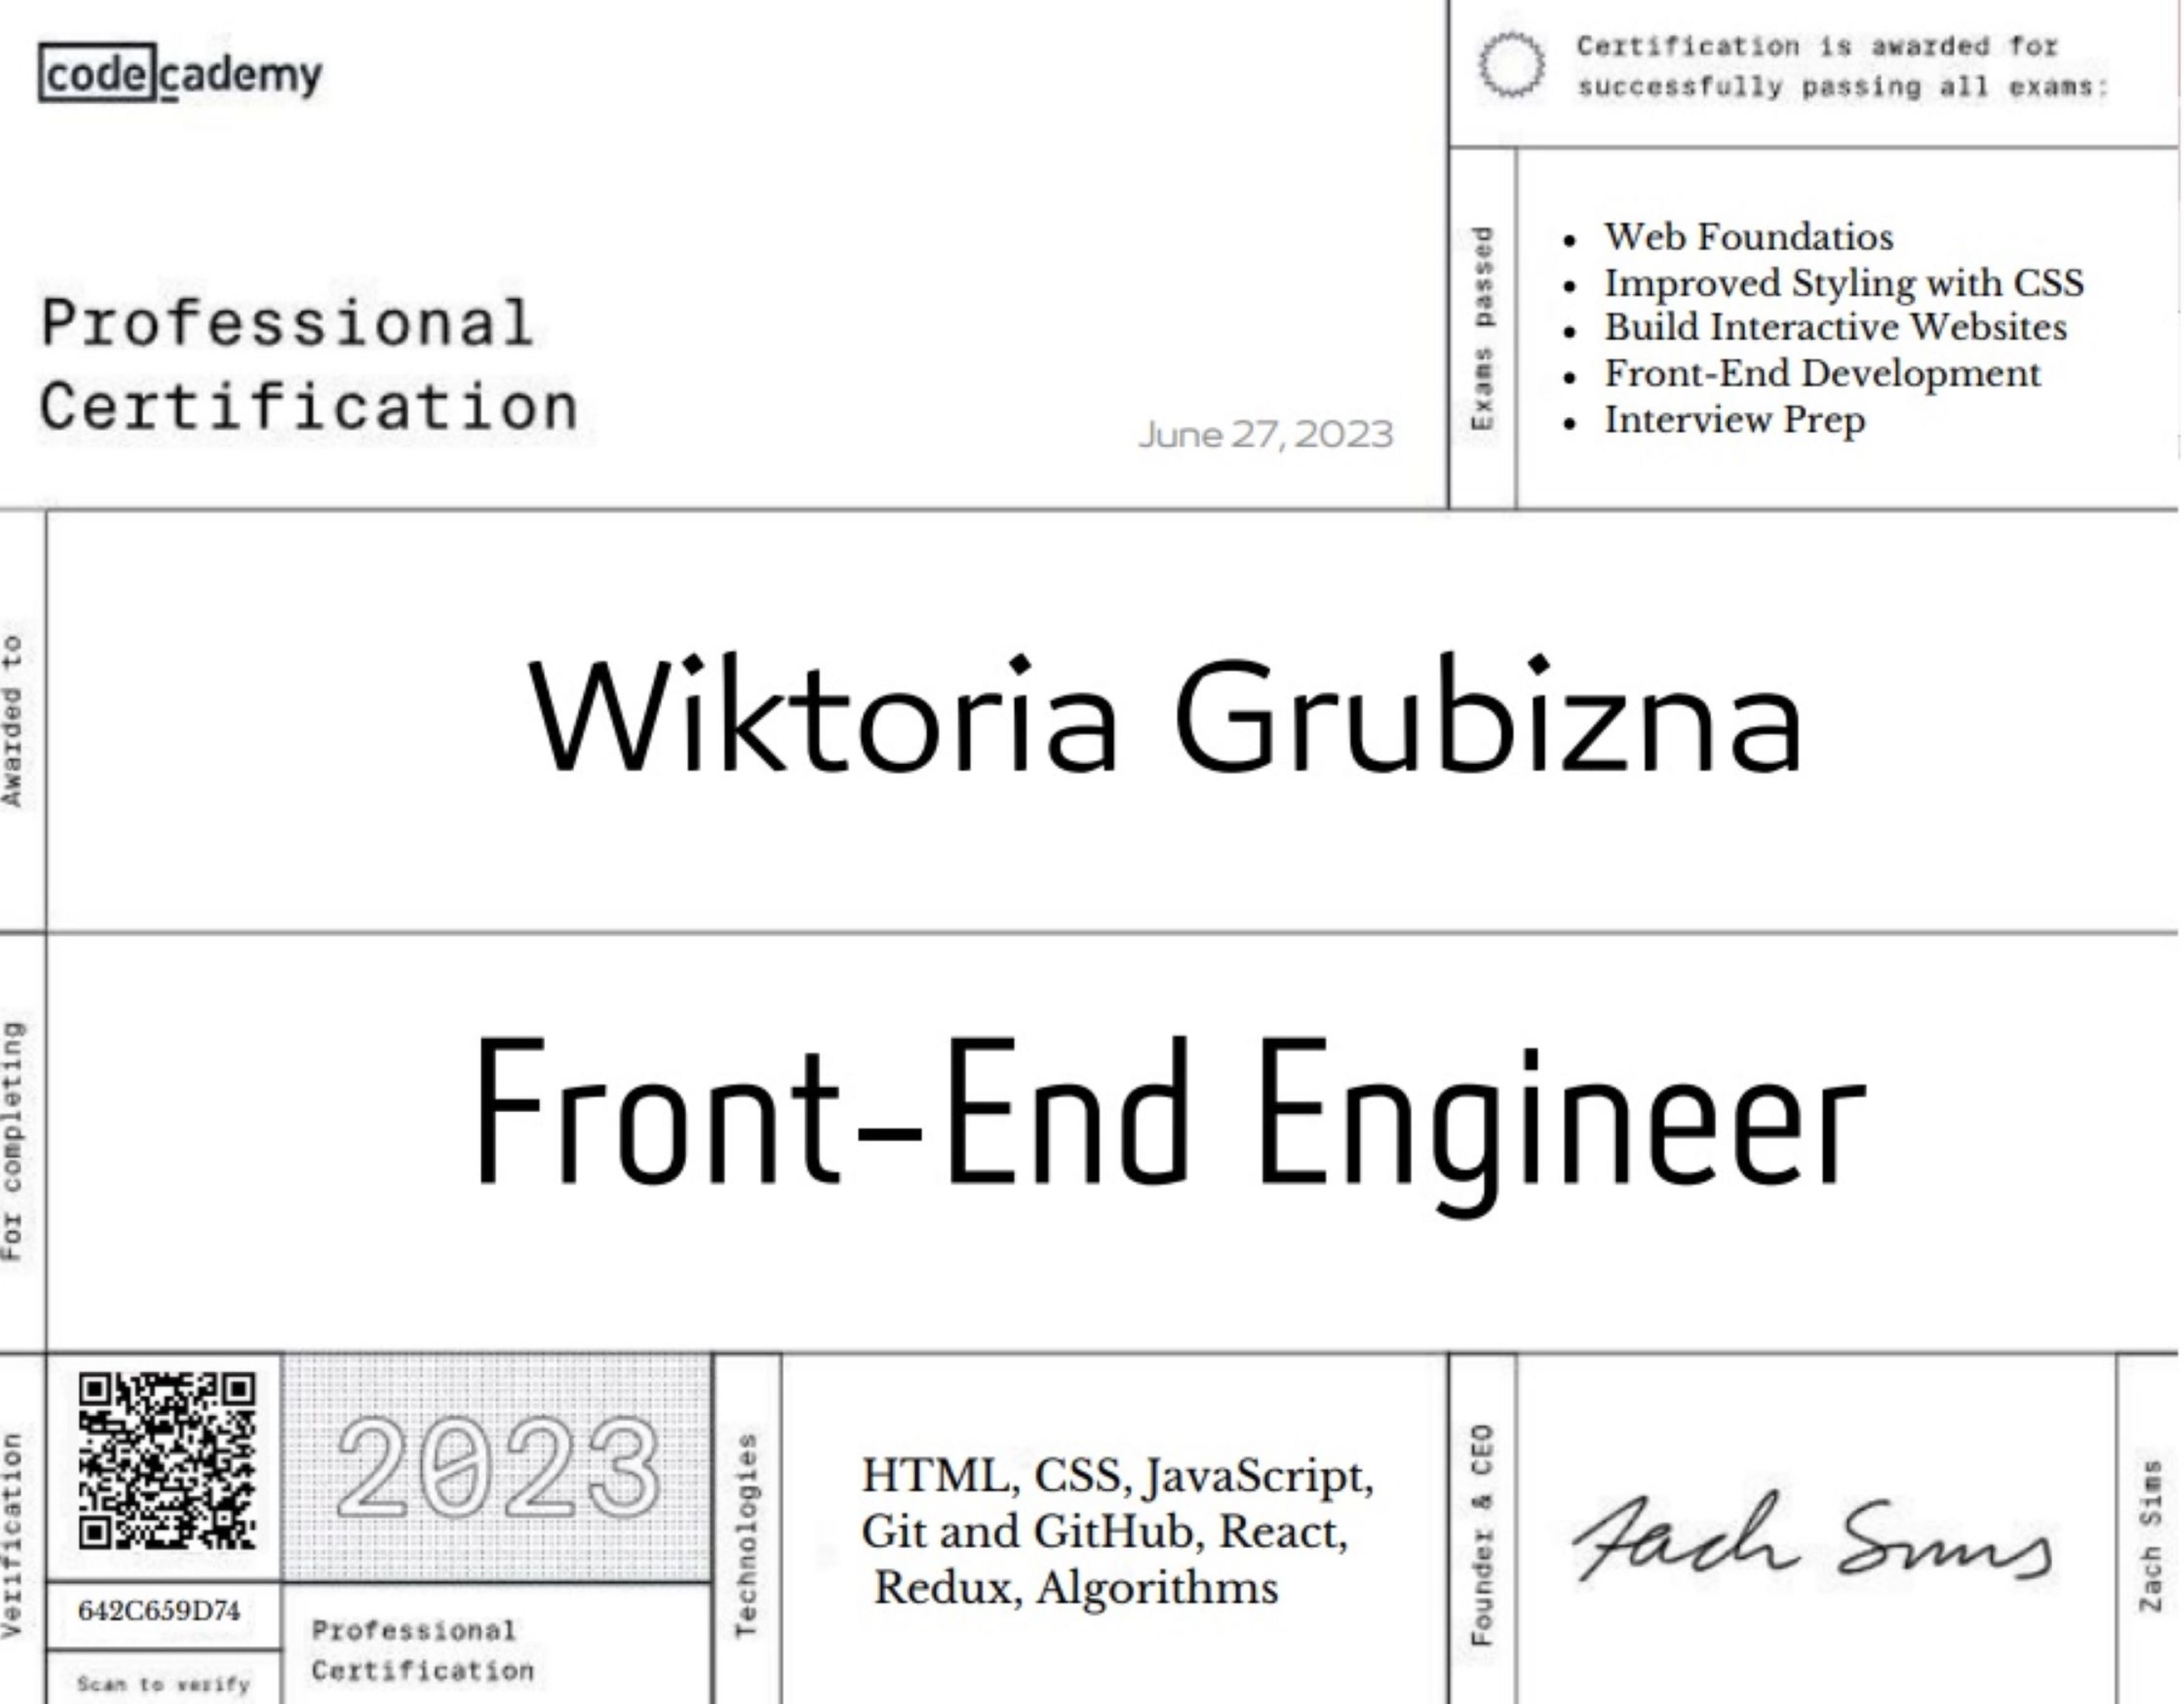 codecademy
Certification is awarded for
successfully passing all exams:
Professional
Certification
June 27, 2023
Exams passed
Web Foundatios
Improved Styling with CSS
Build Interactive Websites
Front-End Development
Interview Prep
Awarded to
Wiktoria Grubizna
For completing
Front-End Engineer
Verification
642C659D74
Scan to verify
2023
Professional
Certification
Technologies
HTML, CSS, JavaScript,
Git and GitHub, React,
Redux, Algorithms
Founder & CEO
Zach Sims
Zach Sims